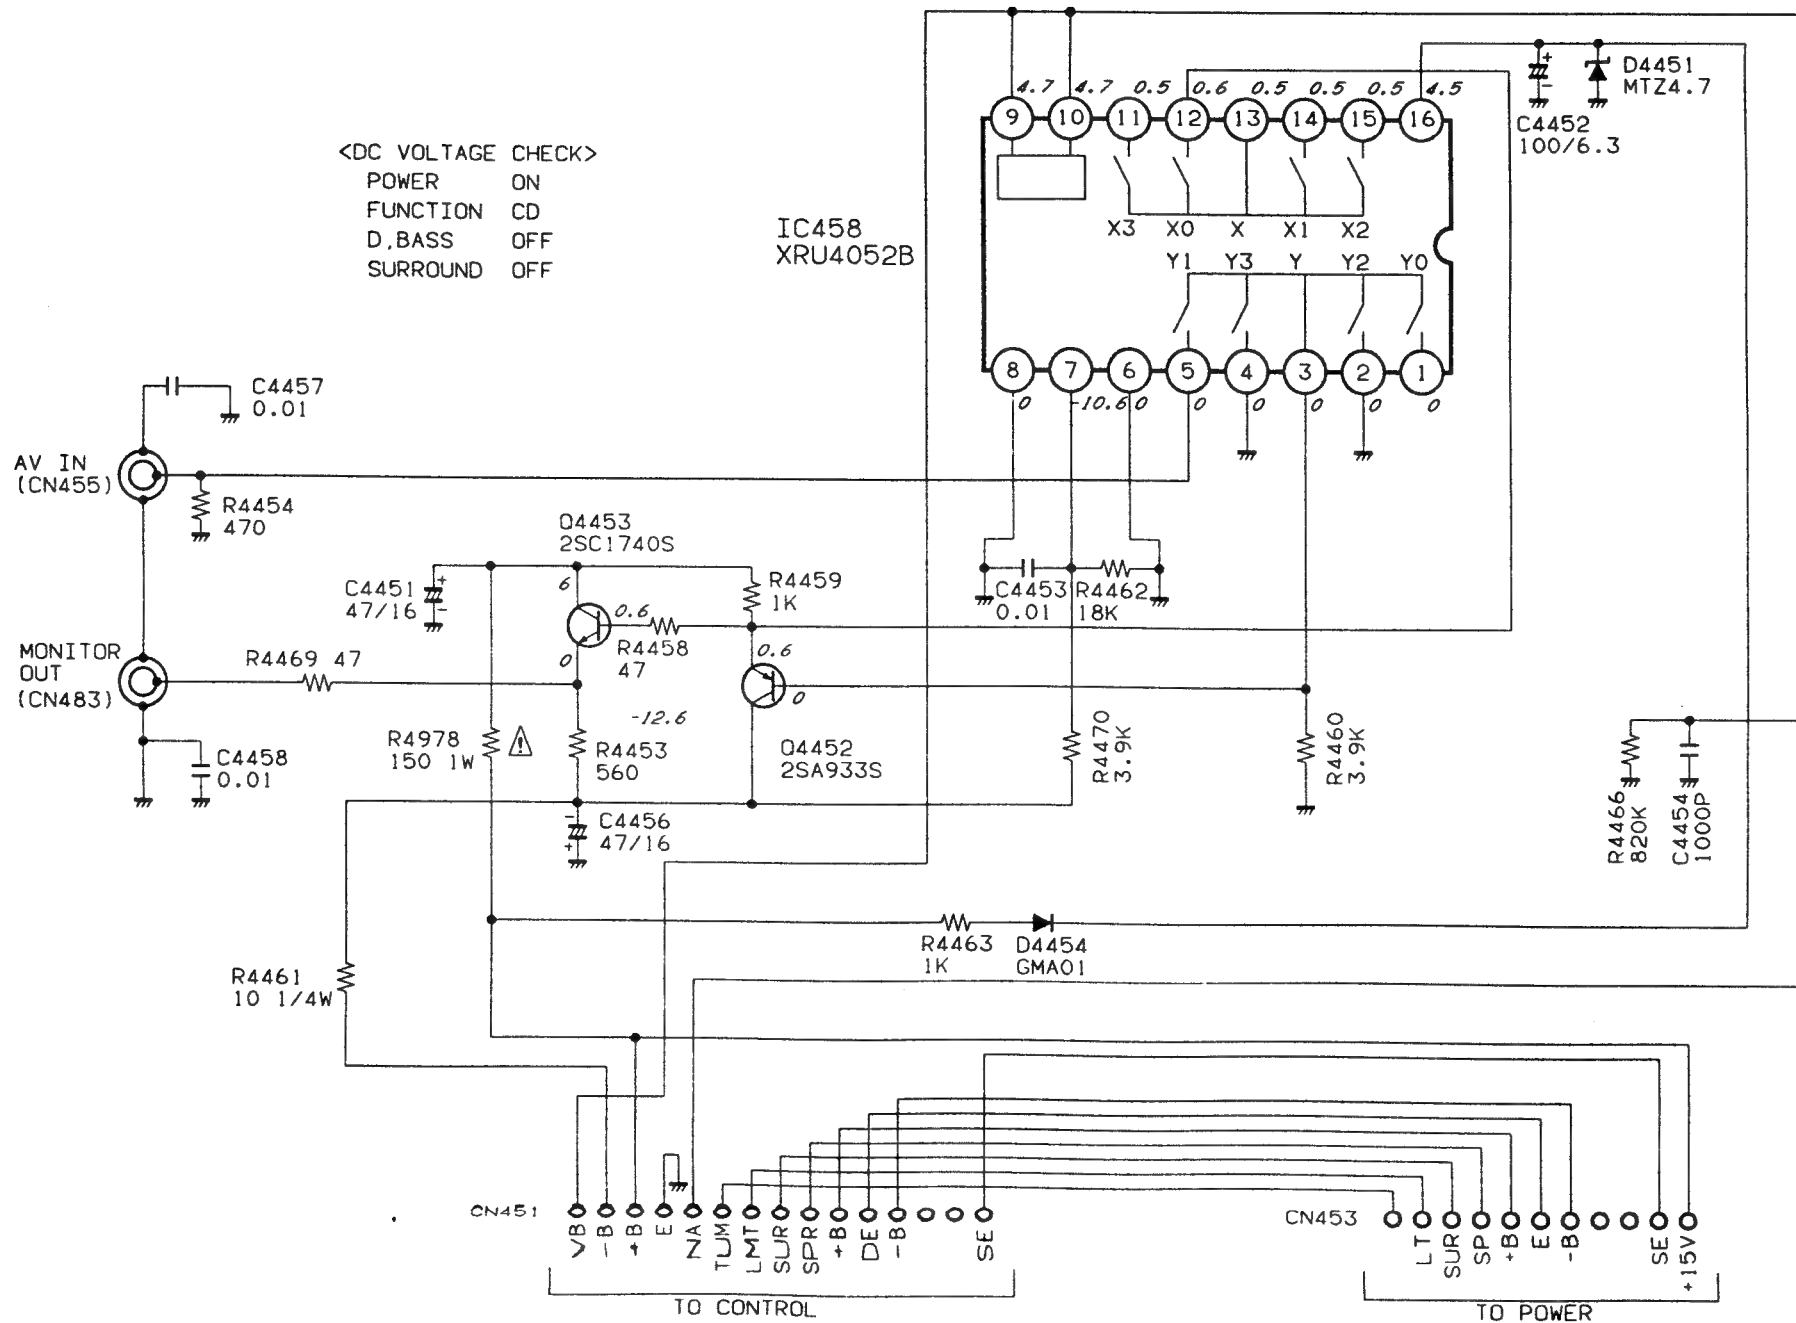 4.7 4.7 0.5 0.6 0.5 0.5 0.5 4.5
9 10 11 12 13 14 15 16
D4451
MTZ4.7
C4452
100/6.3
<DC VOLTAGE CHECK>
POWER ON
FUNCTION CD
D.BASS OFF
SURROUND OFF
IC458
XRU4052B
X3 X0 X X1 X2
Y1 Y3 Y Y2 Y0
8 7 6 5 4 3 2 1
0 -10.6 0 0 0 0 0 0
C4457
0.01
AV IN
(CN455)
R4454
470
Q4453
2SC1740S
C4451
47/16
+
-
6
0.6
0
R4459
1K
R4458
47
0.6
0
C4453
0.01
R4462
18K
MONITOR
OUT
(CN483)
R4469 47
-12.6
R4978
150 1W
R4453
560
Q4452
2SA933S
R4470
3.9K
R4460
3.9K
C4458
0.01
R4466
820K
C4454
1000P
C4456
47/16
-
+
R4463
1K
D4454
GMA01
R4461
10 1/4W
CN451
VB -B +B E NA TUM LMT SUR SPR +B DE -B SE
TO CONTROL
CN453
LT SUR SP +B E -B SE +15V
TO POWER